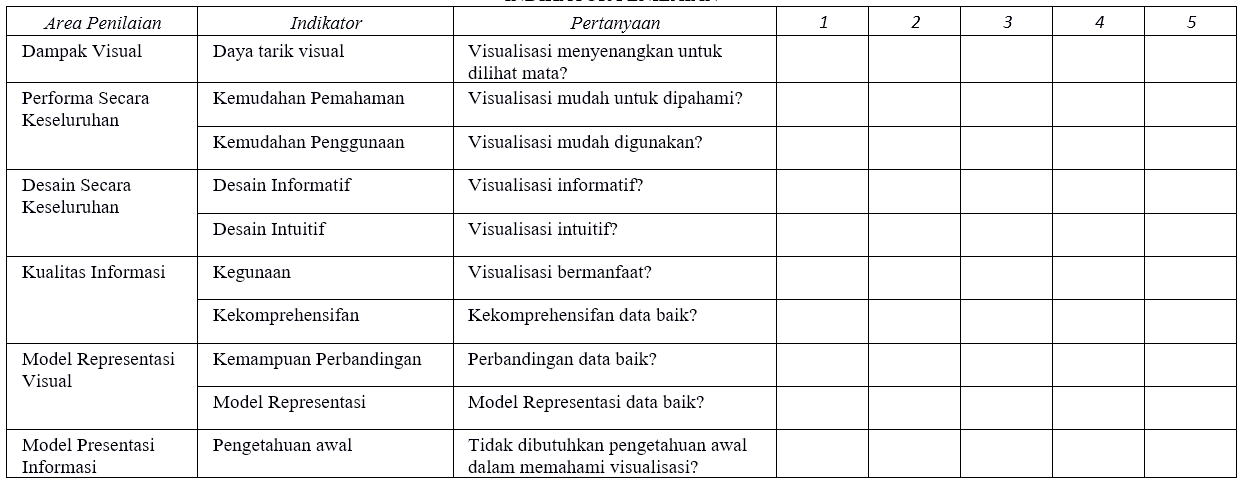 Area Penilaian Indikator Pertanyaan 1 2 3 4 5
Dampak Visual Daya tarik visual Visualisasi menyenangkan untuk
dilihat mata?
Performa Secara Kemudahan Pemahaman Visualisasi mudah untuk dipahami?
Keseluruhan
Kemudahan Penggunaan Visualisasi mudah digunakan?
Desain Secara Desain Informatif Visualisasi informatif?
Keseluruhan
Desain Intuitif Visualisasi intuitif?
Kualitas Informasi Kegunaan Visualisasi bermanfaat?
Kekomprehensifan Kekomprehensifan data baik?
Model Representasi Kemampuan Perbandingan Perbandingan data baik?
Visual
Model Representasi Model Representasi data baik?
Model Presentasi Pengetahuan awal Tidak dibutuhkan pengetahuan awal
Informasi dalam memahami visualisasi?